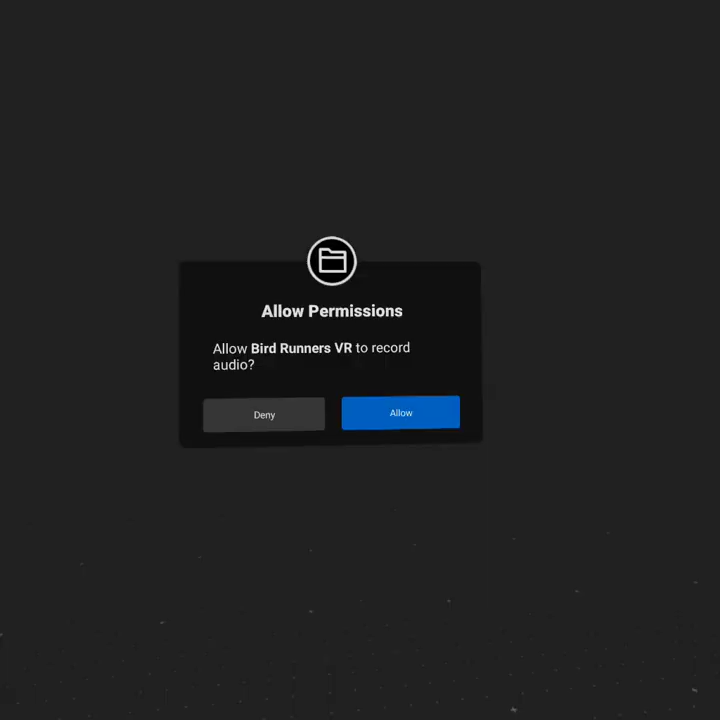 Allow Permissions
Allow Bird Runners VR to record
audio?
Deny
Allow